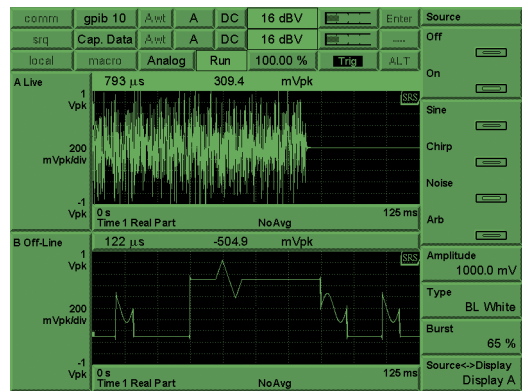 comm gpib 10 Awt A DC 16 dBV Enter Source
srq Cap. Data Awt A DC 16 dBV ---- Off
local macro Analog Run 100.00 % Trig ALT
On
A Live 793 µs 309.4 mVpk
1
Vpk
SRS
Sine
200
mVpk/div
Chirp
Noise
-1
Vpk
0 s 125 ms
Time 1 Real Part NoAvg
Arb
B Off-Line 122 µs -504.9 mVpk
1
Vpk
SRS
Amplitude
1000.0 mV
200
mVpk/div
Type
BL White
Burst
65 %
-1
Vpk
0 s 125 ms
Time 1 Real Part NoAvg
Source<->Display
Display A